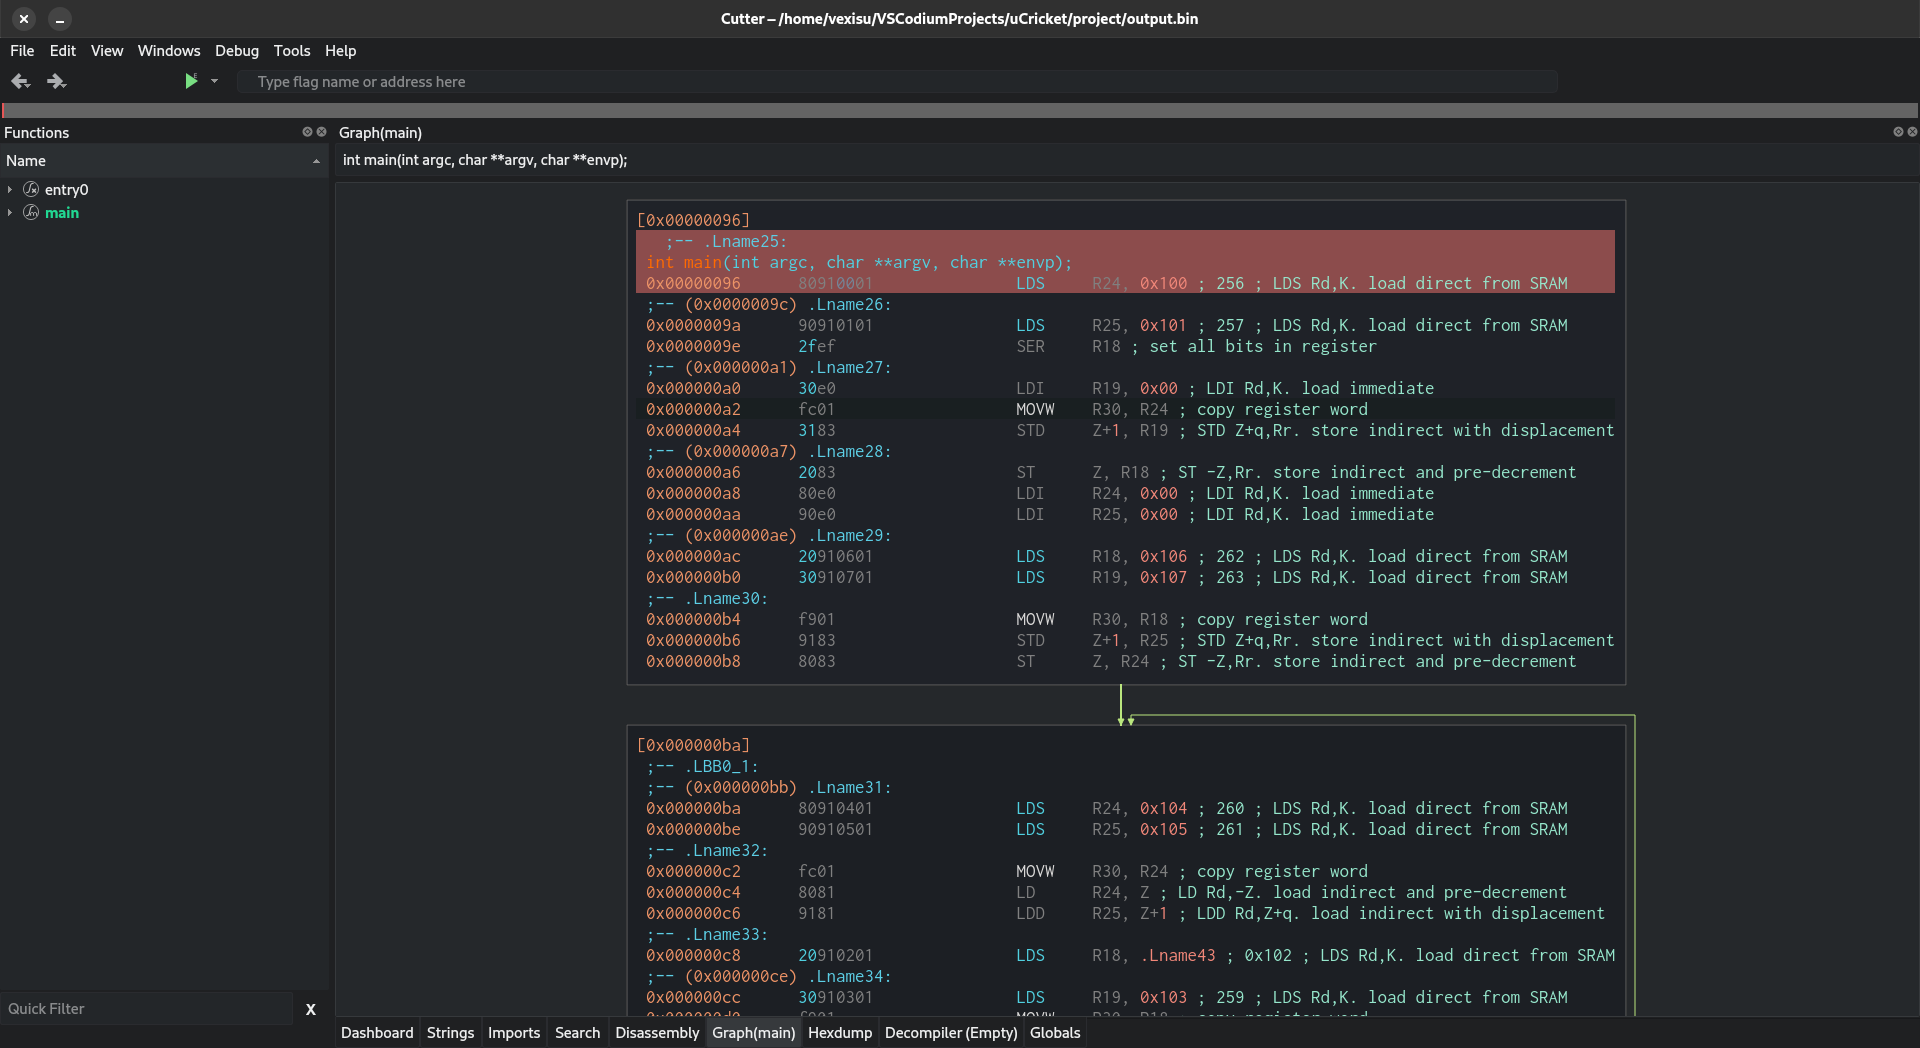 Cutter – /home/vexisu/VSCodiumProjects/uCricket/project/output.bin
File Edit View Windows Debug Tools Help
Type flag name or address here
Functions
Name
entry0
main
Quick Filter X
Graph(main)
int main(int argc, char **argv, char **envp);
[0x00000096]
;-- .Lname25:
int main(int argc, char **argv, char **envp);
0x00000096 80910001 LDS R24, 0x100 ; 256 ; LDS Rd,K. load direct from SRAM
;-- (0x0000009c) .Lname26:
0x0000009a 90910101 LDS R25, 0x101 ; 257 ; LDS Rd,K. load direct from SRAM
0x0000009e 2fef SER R18 ; set all bits in register
;-- (0x000000a1) .Lname27:
0x000000a0 30e0 LDI R19, 0x00 ; LDI Rd,K. load immediate
0x000000a2 fc01 MOVW R30, R24 ; copy register word
0x000000a4 3183 STD Z+1, R19 ; STD Z+q,Rr. store indirect with displacement
;-- (0x000000a7) .Lname28:
0x000000a6 2083 ST Z, R18 ; ST -Z,Rr. store indirect and pre-decrement
0x000000a8 80e0 LDI R24, 0x00 ; LDI Rd,K. load immediate
0x000000aa 90e0 LDI R25, 0x00 ; LDI Rd,K. load immediate
;-- (0x000000ae) .Lname29:
0x000000ac 20910601 LDS R18, 0x106 ; 262 ; LDS Rd,K. load direct from SRAM
0x000000b0 30910701 LDS R19, 0x107 ; 263 ; LDS Rd,K. load direct from SRAM
;-- .Lname30:
0x000000b4 f901 MOVW R30, R18 ; copy register word
0x000000b6 9183 STD Z+1, R25 ; STD Z+q,Rr. store indirect with displacement
0x000000b8 8083 ST Z, R24 ; ST -Z,Rr. store indirect and pre-decrement
[0x000000ba]
;-- .LBB0_1:
;-- (0x000000bb) .Lname31:
0x000000ba 80910401 LDS R24, 0x104 ; 260 ; LDS Rd,K. load direct from SRAM
0x000000be 90910501 LDS R25, 0x105 ; 261 ; LDS Rd,K. load direct from SRAM
;-- .Lname32:
0x000000c2 fc01 MOVW R30, R24 ; copy register word
0x000000c4 8081 LD R24, Z ; LD Rd,-Z. load indirect and pre-decrement
0x000000c6 9181 LDD R25, Z+1 ; LDD Rd,Z+q. load indirect with displacement
;-- .Lname33:
0x000000c8 20910201 LDS R18, .Lname43 ; 0x102 ; LDS Rd,K. load direct from SRAM
;-- (0x000000ce) .Lname34:
0x000000cc 30910301 LDS R19, 0x103 ; 259 ; LDS Rd,K. load direct from SRAM
0x000000d0 f901 MOVW R30, R18 ; copy register word
Dashboard Strings Imports Search Disassembly Graph(main) Hexdump Decompiler (Empty) Globals